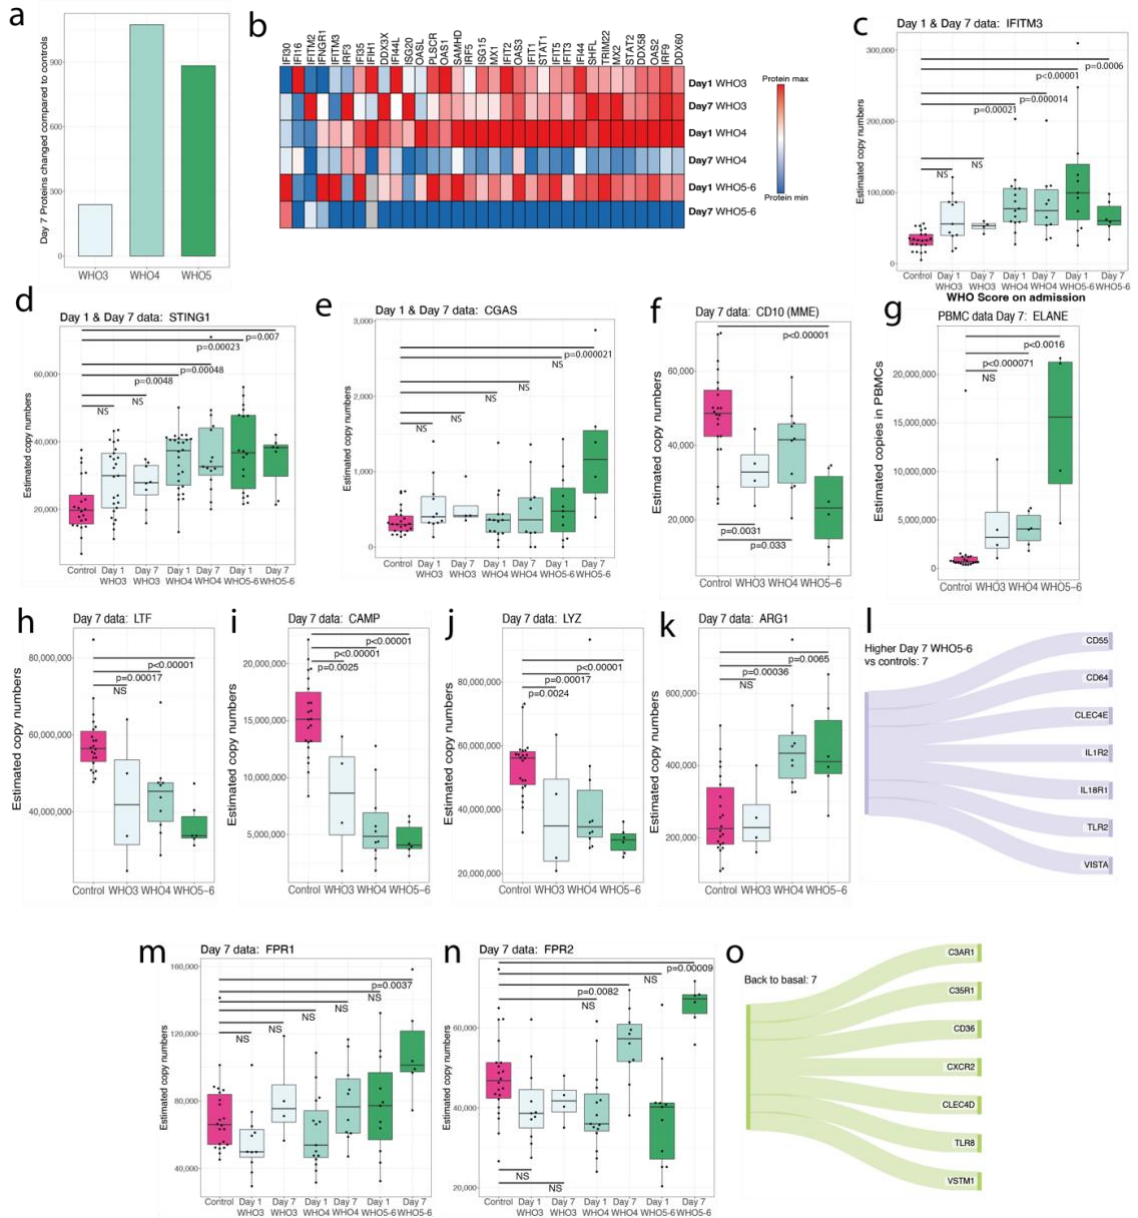 a
Day 7 Proteins changed compared to controls
900
600
300
0
WHO3
WHO4
WHO5
b
IFI30
IFI16
IFITM2
IFNGR1
IFITM3
IRF3
IFI35
IFIH1
DDX3X
IFI44L
ISG20
OASL
PLSCR
OAS1
SAMHD
IRF5
ISG15
MX1
IFIT2
OAS3
IFIT1
STAT1
IFIT5
IFIT3
IFI44
SHFL
TRIM22
MX2
STAT2
DDX58
OAS2
IRF9
DDX60
Day1 WHO3
Day7 WHO3
Day1 WHO4
Day7 WHO4
Day1 WHO5-6
Day7 WHO5-6
Protein max
Protein min
c
Day 1 & Day 7 data: IFITM3
Estimated copy numbers
300,000
200,000
100,000
0
p=0.0006
p<0.00001
p=0.000014
p=0.00021
NS
NS
Control Day 1 WHO3 Day 7 WHO3 Day 1 WHO4 Day 7 WHO4 Day 1 WHO5-6 Day 7 WHO5-6
WHO Score on admission
d
Day 1 & Day 7 data: STING1
Estimated copy numbers
60,000
40,000
20,000
p=0.007
p=0.00023
p=0.00048
p=0.0048
NS
NS
Control Day 1 WHO3 Day 7 WHO3 Day 1 WHO4 Day 7 WHO4 Day 1 WHO5-6 Day 7 WHO5-6
e
Day 1 & Day 7 data: CGAS
Estimated copy numbers
3,000
2,000
1,000
0
p=0.000021
NS
NS
NS
NS
NS
Control Day 1 WHO3 Day 7 WHO3 Day 1 WHO4 Day 7 WHO4 Day 1 WHO5-6 Day 7 WHO5-6
f
Day 7 data: CD10 (MME)
Estimated copy numbers
60,000
40,000
20,000
p<0.00001
p=0.0031
p=0.033
Control WHO3 WHO4 WHO5-6
g
PBMC data Day 7: ELANE
Estimated copies in PBMCs
20,000,000
15,000,000
10,000,000
5,000,000
0
p<0.0016
p<0.000071
NS
Control WHO3 WHO4 WHO5-6
h
Day 7 data: LTF
Estimated copy numbers
80,000,000
60,000,000
40,000,000
p<0.00001
p=0.00017
NS
Control WHO3 WHO4 WHO5-6
i
Day 7 data: CAMP
Estimated copy numbers
20,000,000
15,000,000
10,000,000
5,000,000
p<0.00001
p<0.00001
p=0.0025
Control WHO3 WHO4 WHO5-6
j
Day 7 data: LYZ
Estimated copy numbers
80,000,000
60,000,000
40,000,000
20,000,000
p<0.00001
p=0.00017
p=0.0024
Control WHO3 WHO4 WHO5-6
k
Day 7 data: ARG1
Estimated copy numbers
600,000
400,000
200,000
p=0.0065
p=0.00036
NS
Control WHO3 WHO4 WHO5-6
l
Higher Day 7 WHO5-6
vs controls: 7
CD55
CD64
CLEC4E
IL1R2
IL18R1
TLR2
VISTA
m
Day 7 data: FPR1
Estimated copy numbers
160,000
120,000
80,000
40,000
p=0.0037
NS
NS
NS
NS
NS
Control Day 1 WHO3 Day 7 WHO3 Day 1 WHO4 Day 7 WHO4 Day 1 WHO5-6 Day 7 WHO5-6
n
Day 7 data: FPR2
Estimated copy numbers
80,000
60,000
40,000
20,000
p=0.00009
NS
p=0.0082
NS
NS
NS
Control Day 1 WHO3 Day 7 WHO3 Day 1 WHO4 Day 7 WHO4 Day 1 WHO5-6 Day 7 WHO5-6
o
Back to basal: 7
C3AR1
C35R1
CD36
CXCR2
CLEC4D
TLR8
VSTM1